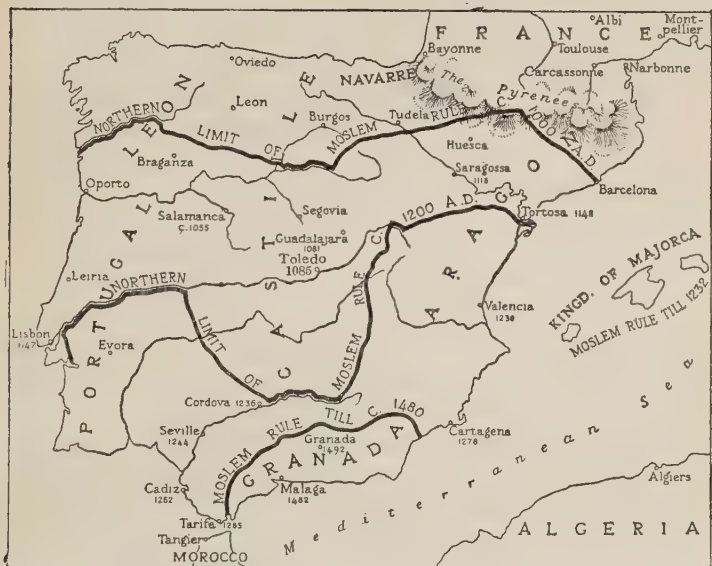 FRANCE
Albi
Montpellier
Bayonne
Toulouse
Oviedo
NAVARRE
The Pyrenees
Carcassonne
Narbonne
Leon
LEON
Burgos
Tudela
NORTHERN LIMIT OF MOSLEM RULE C. 1000 A.D.
Huesca
Braganza
Saragossa
1118
Oporto
Barcelona
Salamanca
C. 1055
Segovia
Tortosa 1148
Guadalajara
1081
Toledo
1085
CASTILE
ARAGON
KINGD. OF MAJORCA
MOSLEM RULE TILL 1232
Leiria
NORTHERN LIMIT OF MOSLEM RULE C. 1200 A.D.
Valencia
1238
Lisbon
1147
Evora
PORTUGAL
Cordova 1236
Seville
1244
MOSLEM RULE TILL C. 1480
Cartagena
1278
Granada
1492
GRANADA
Cadiz
1262
Malaga
1482
Mediterranean Sea
Algiers
Tarifa 1285
Tangier
ALGERIA
MOROCCO